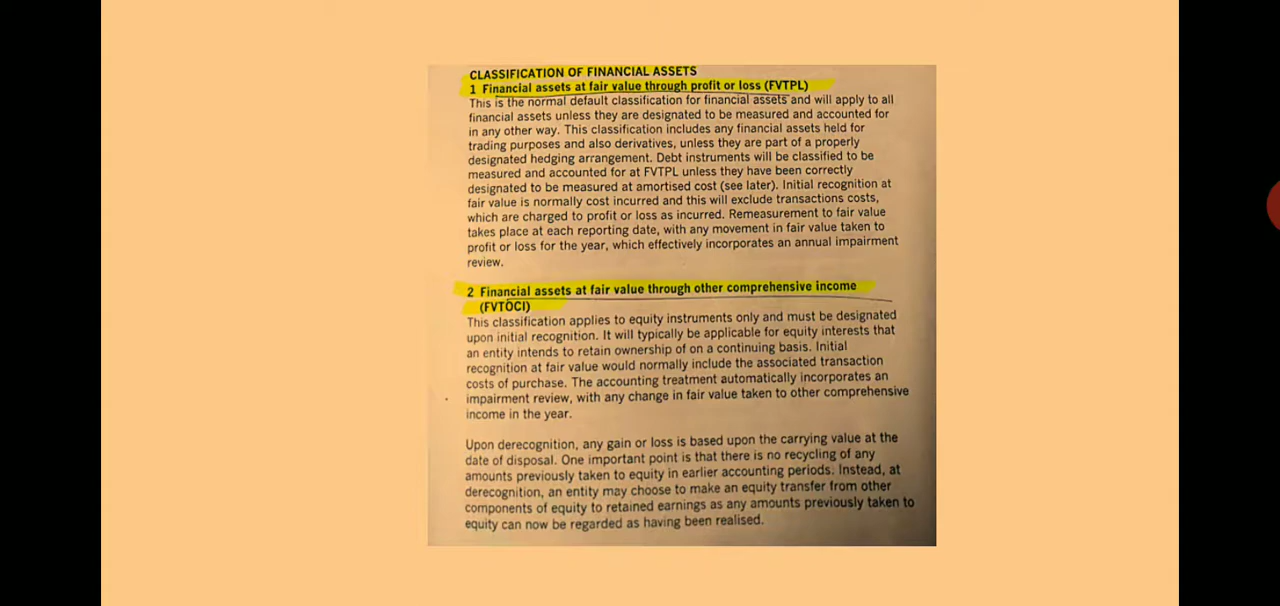 CLASSIFICATION OF FINANCIAL ASSETS
1 Financial assets at fair value through profit or loss (FVTPL)
This is the normal default classification for financial assets and will apply to all
financial assets unless they are designated to be measured and accounted for
in any other way. This classification includes any financial assets held for
trading purposes and also derivatives, unless they are part of a properly
designated hedging arrangement. Debt instruments will be classified to be
measured and accounted for at FVTPL unless they have been correctly
designated to be measured at amortised cost (see later). Initial recognition at
fair value is normally cost incurred and this will exclude transactions costs,
which are charged to profit or loss as incurred. Remeasurement to fair value
takes place at each reporting date, with any movement in fair value taken to
profit or loss for the year, which effectively incorporates an annual impairment
review.
2 Financial assets at fair value through other comprehensive income
(FVTOCI)
This classification applies to equity instruments only and must be designated
upon initial recognition. It will typically be applicable for equity interests that
an entity intends to retain ownership of on a continuing basis. Initial
recognition at fair value would normally include the associated transaction
costs of purchase. The accounting treatment automatically incorporates an
impairment review, with any change in fair value taken to other comprehensive
income in the year.
Upon derecognition, any gain or loss is based upon the carrying value at the
date of disposal. One important point is that there is no recycling of any
amounts previously taken to equity in earlier accounting periods. Instead, at
derecognition, an entity may choose to make an equity transfer from other
components of equity to retained earnings as any amounts previously taken to
equity can now be regarded as having been realised.